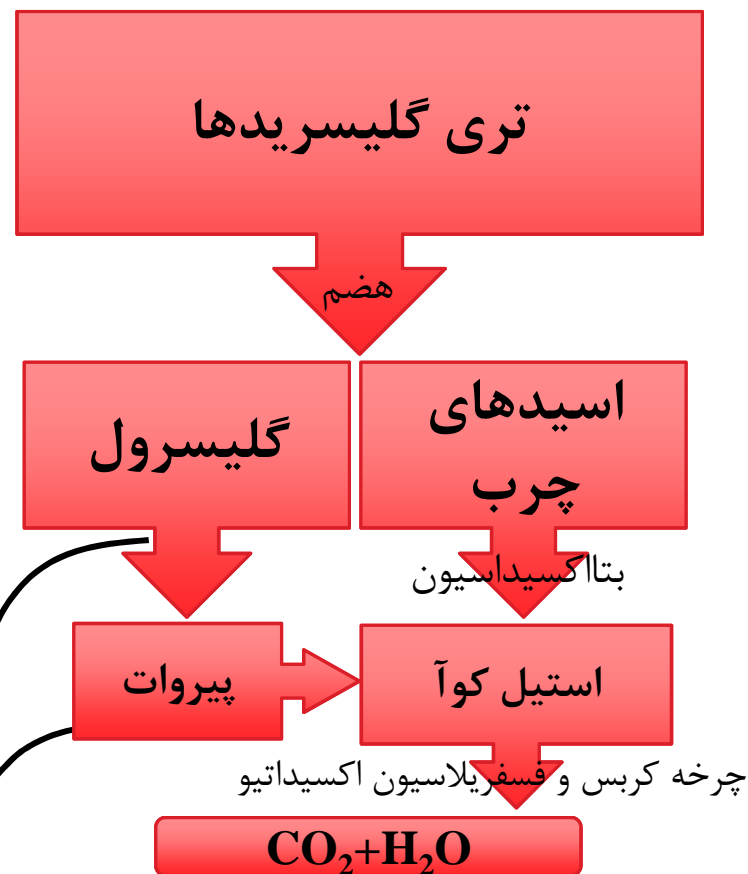 تری گلیسریدها
هضم
اسیدهای
چرب
گلیسرول
بتااکسیداسیون
استیل کوآ
پیروات
چرخه کربس و فسفریلاسیون اکسیداتیو
CO₂+H₂O